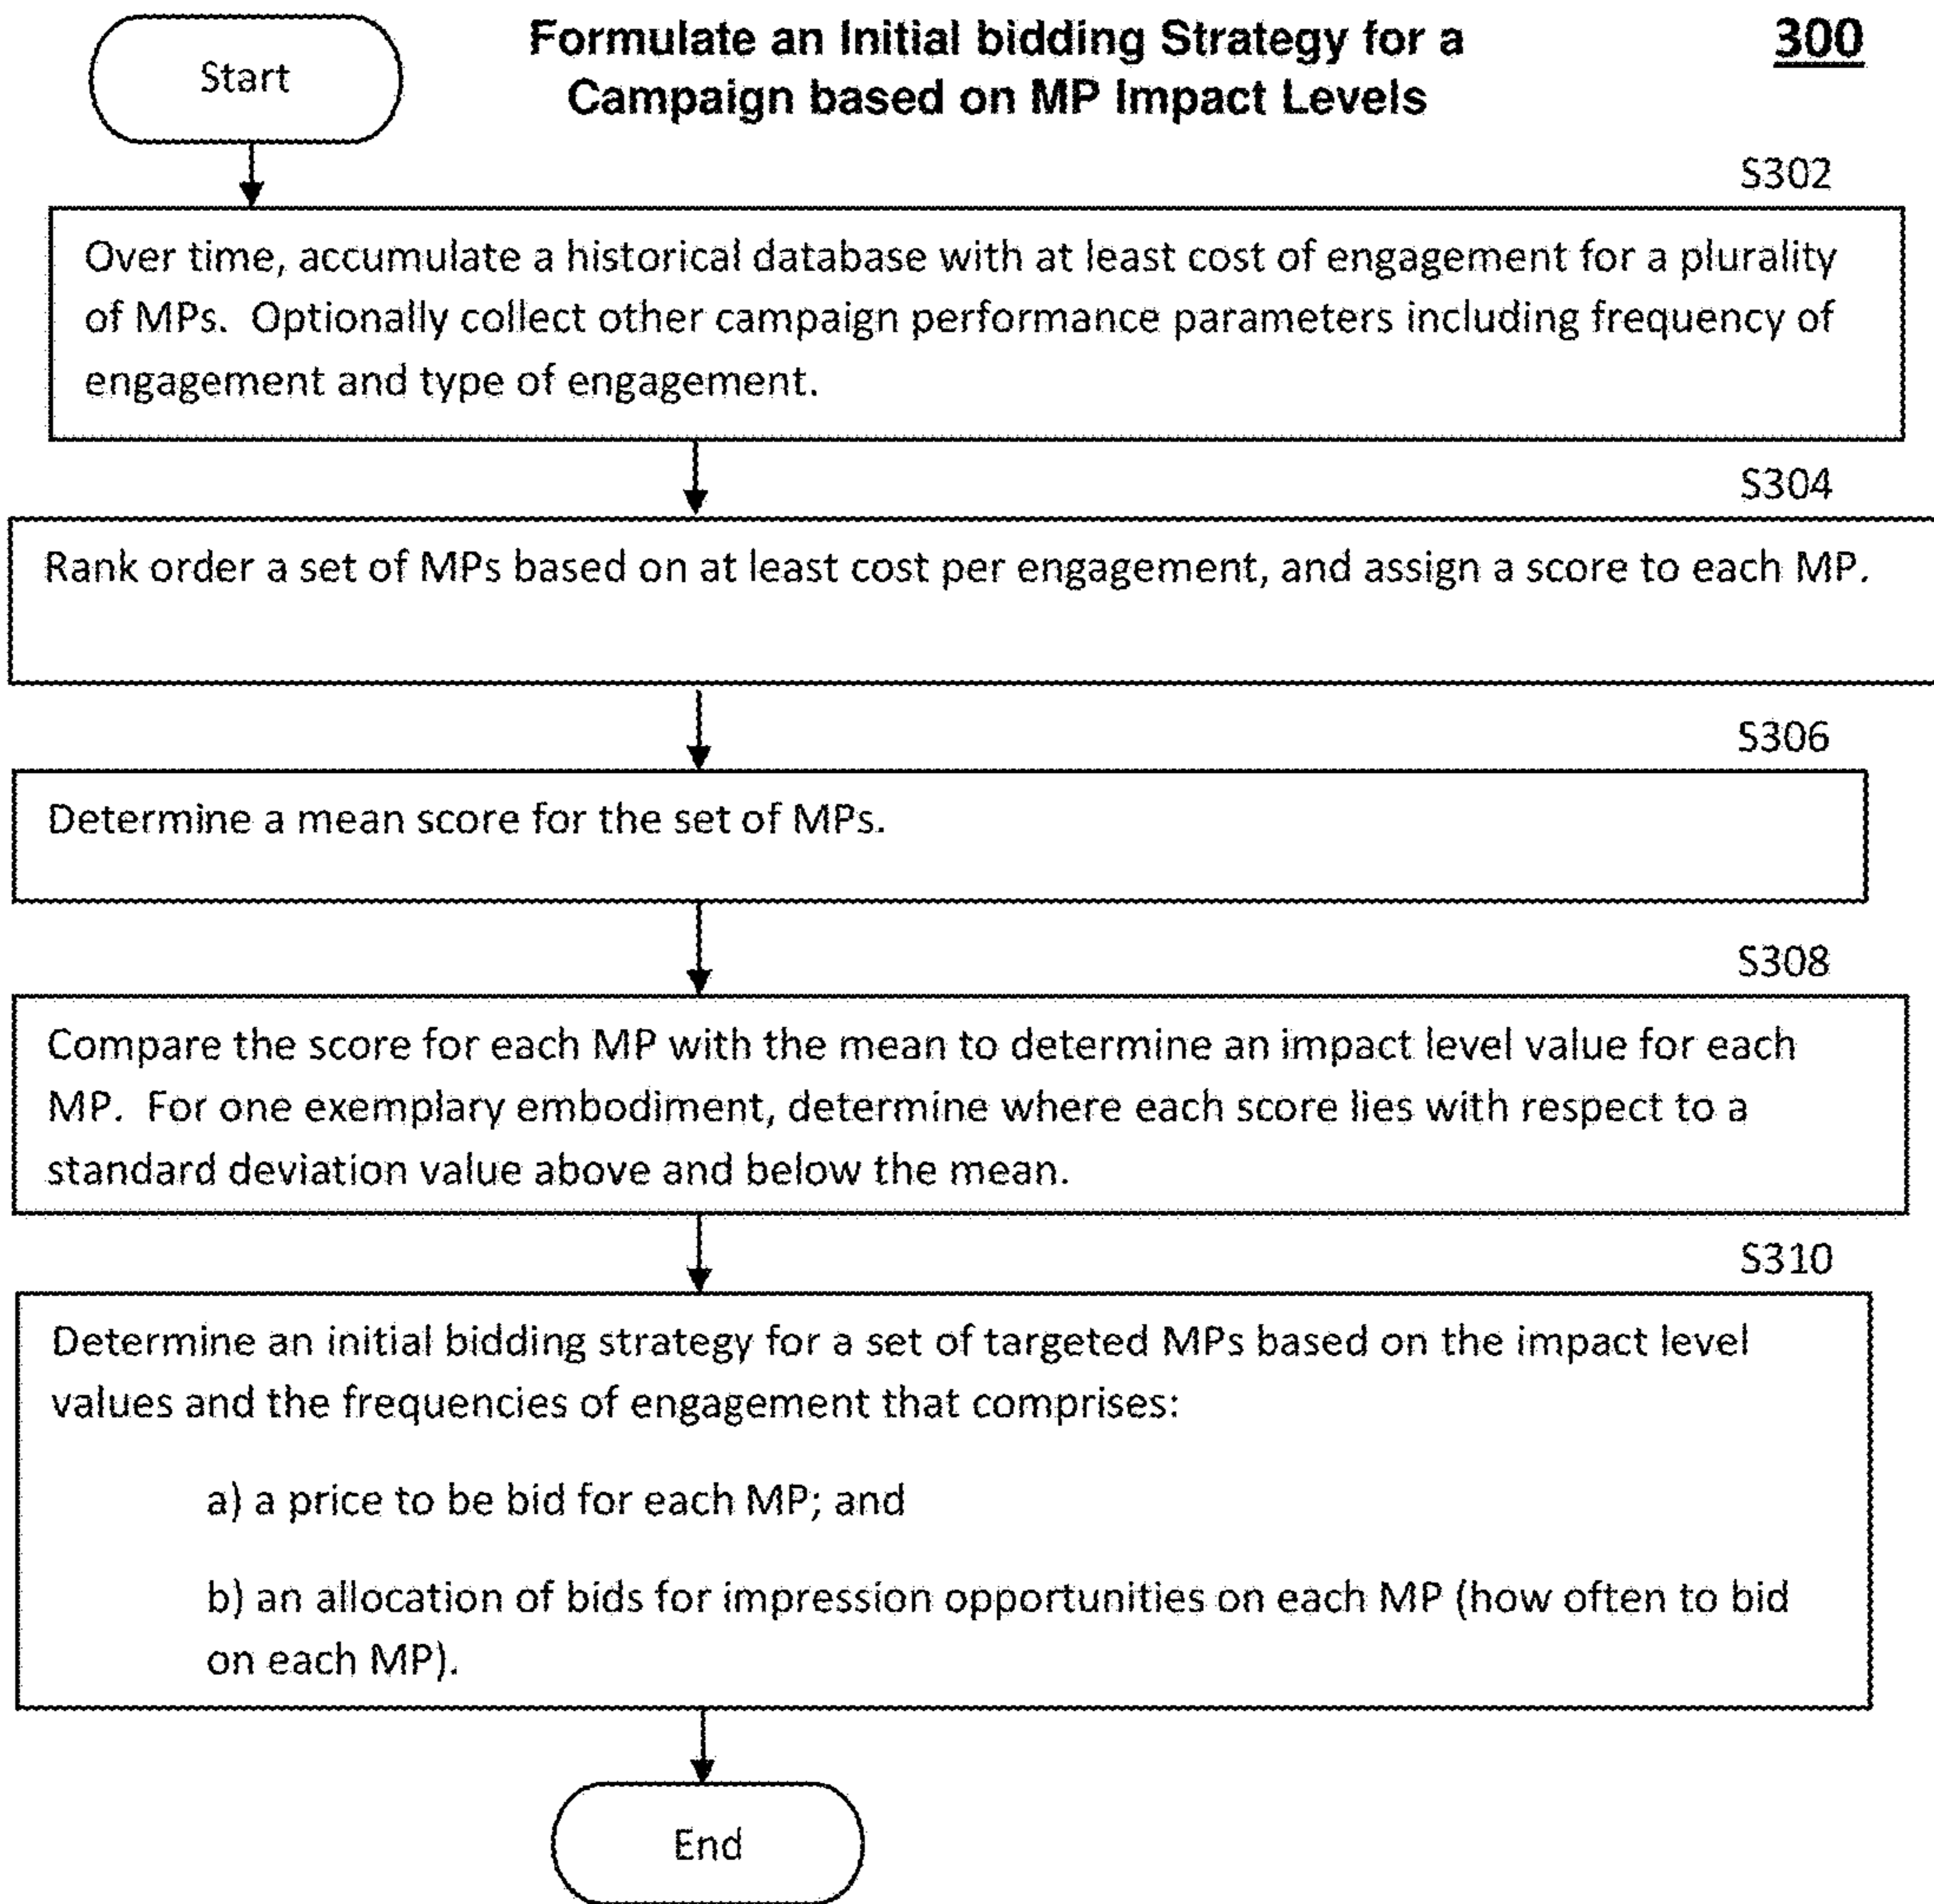 Start
Formulate an Initial bidding Strategy for a
Campaign based on MP Impact Levels
300
S302
Over time, accumulate a historical database with at least cost of engagement for a plurality
of MPs.  Optionally collect other campaign performance parameters including frequency of
engagement and type of engagement.
S304
Rank order a set of MPs based on at least cost per engagement, and assign a score to each MP.
S306
Determine a mean score for the set of MPs.
S308
Compare the score for each MP with the mean to determine an impact level value for each
MP.  For one exemplary embodiment, determine where each score lies with respect to a
standard deviation value above and below the mean.
S310
Determine an initial bidding strategy for a set of targeted MPs based on the impact level
values and the frequencies of engagement that comprises:
a) a price to be bid for each MP; and
b) an allocation of bids for impression opportunities on each MP (how often to bid
on each MP).
End